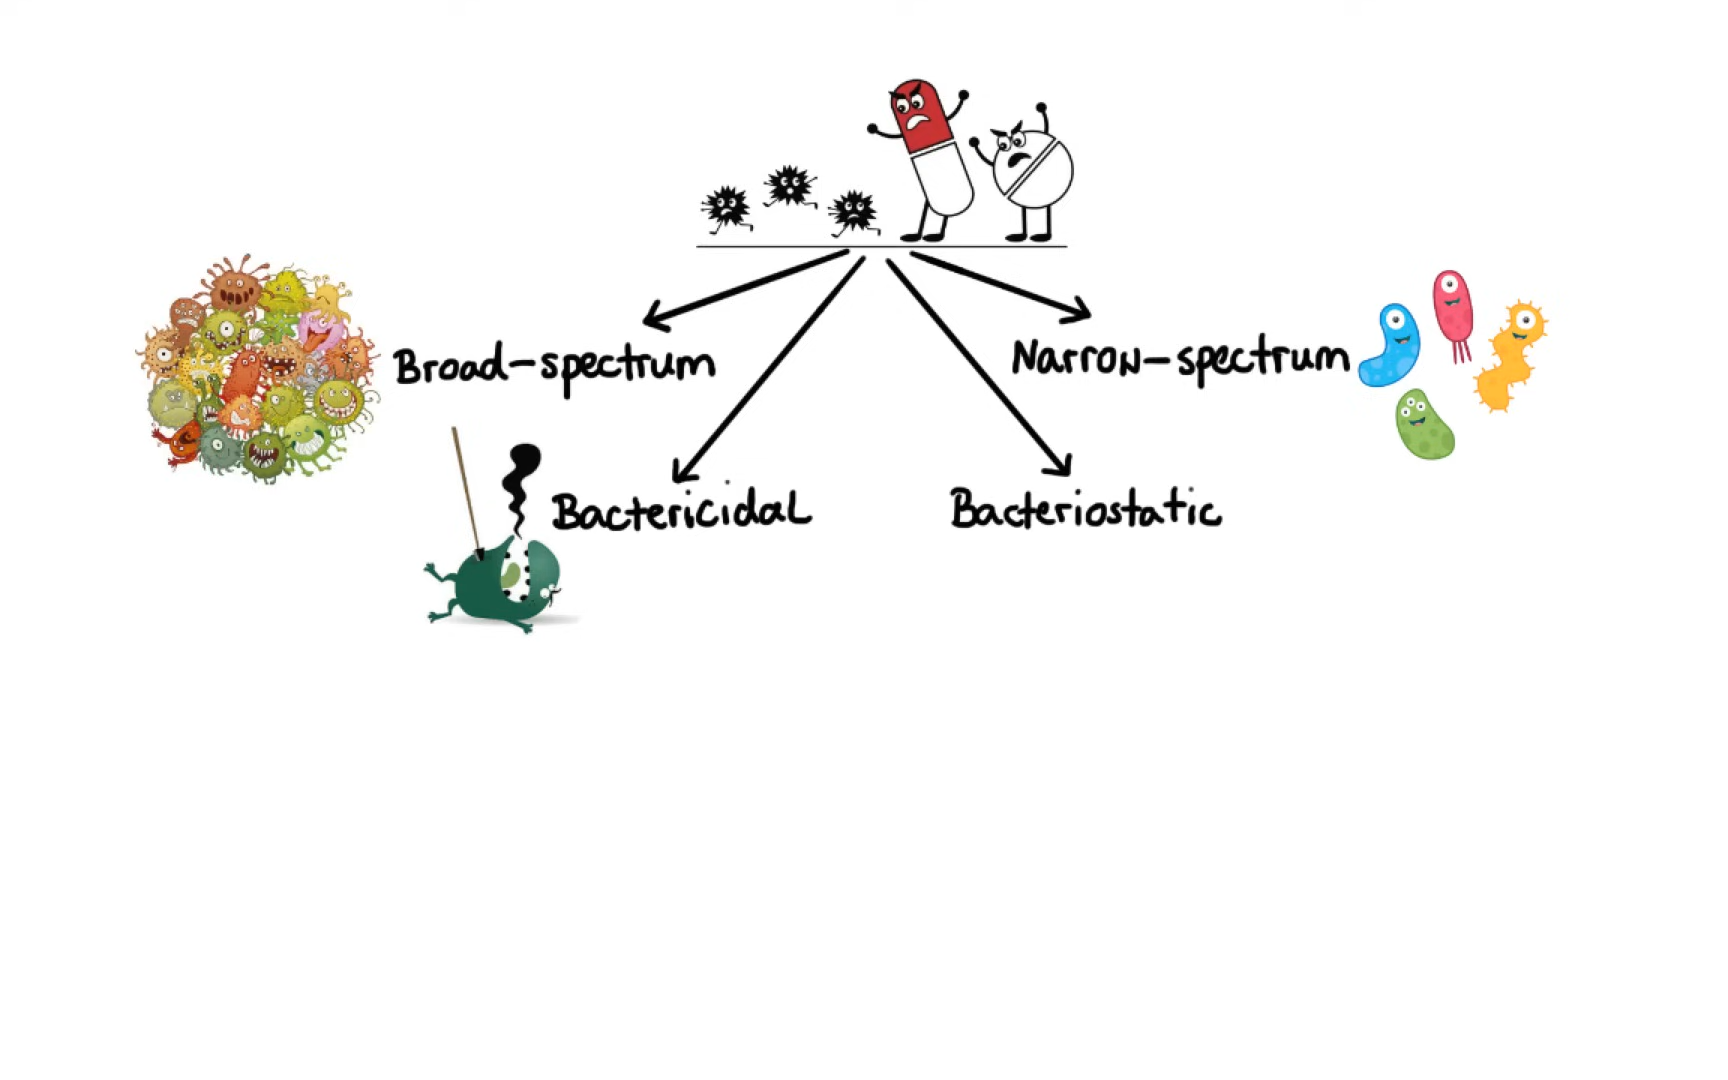 Broad-spectrum
Narrow-spectrum
Bactericidal
Bacteriostatic